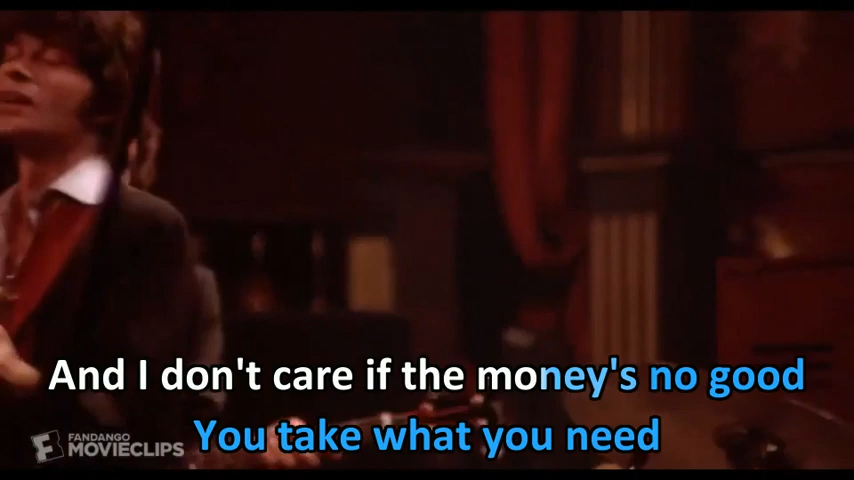 And I don't care if the money's no good
You take what you need
FANDANGO
MOVIECLIPS